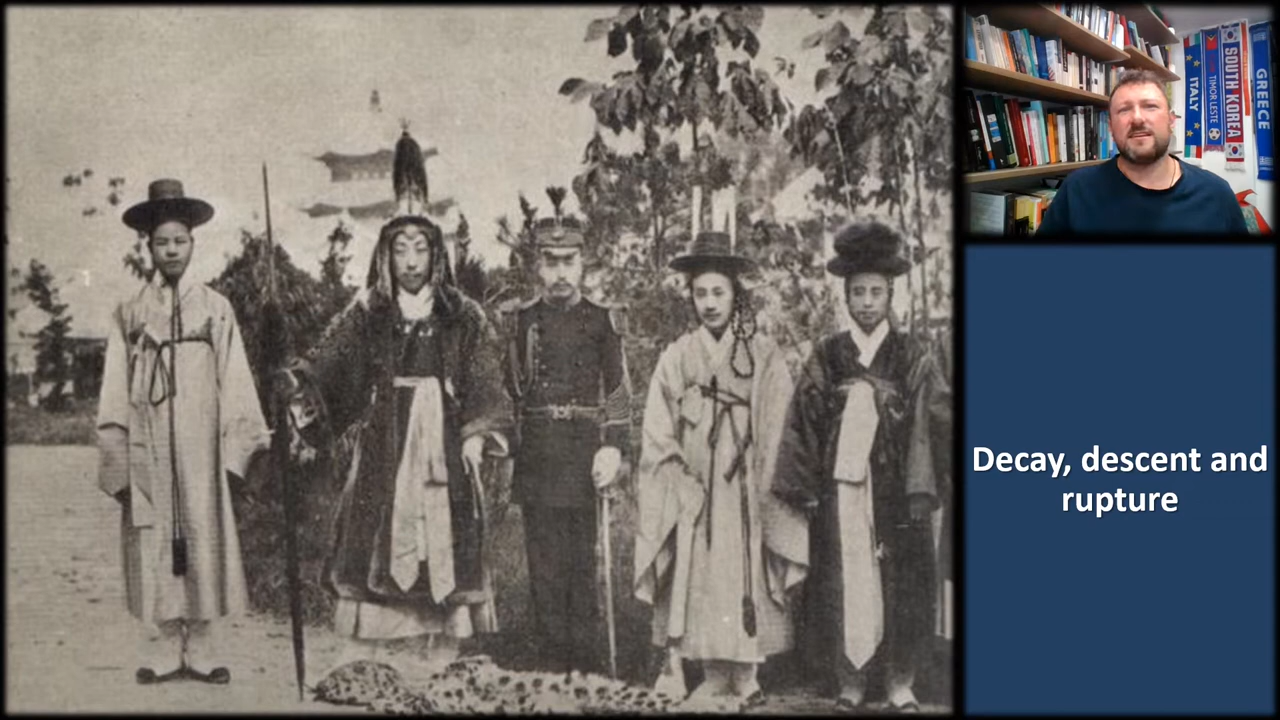 ITALY
TIMOR LESTE
SOUTH KOREA
GREECE
Decay, descent and
rupture